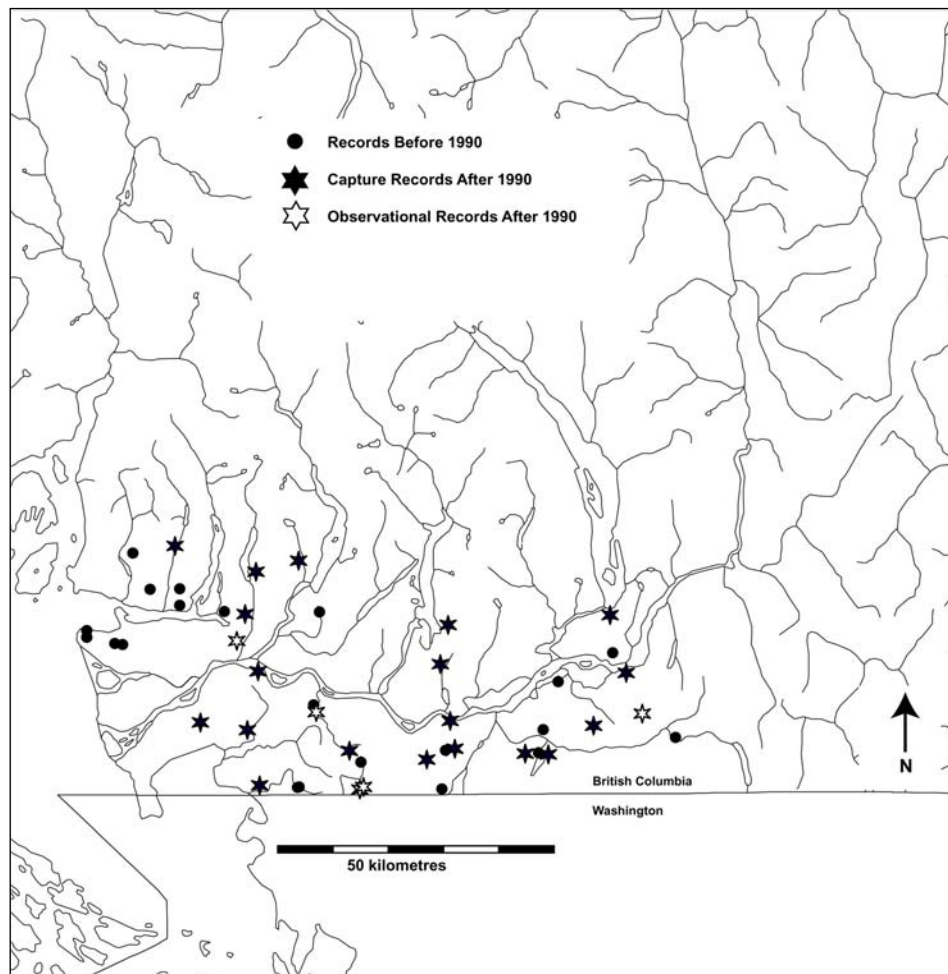 Records Before 1990
Capture Records After 1990
Observational Records After 1990
N
British Columbia
Washington
50 kilometres